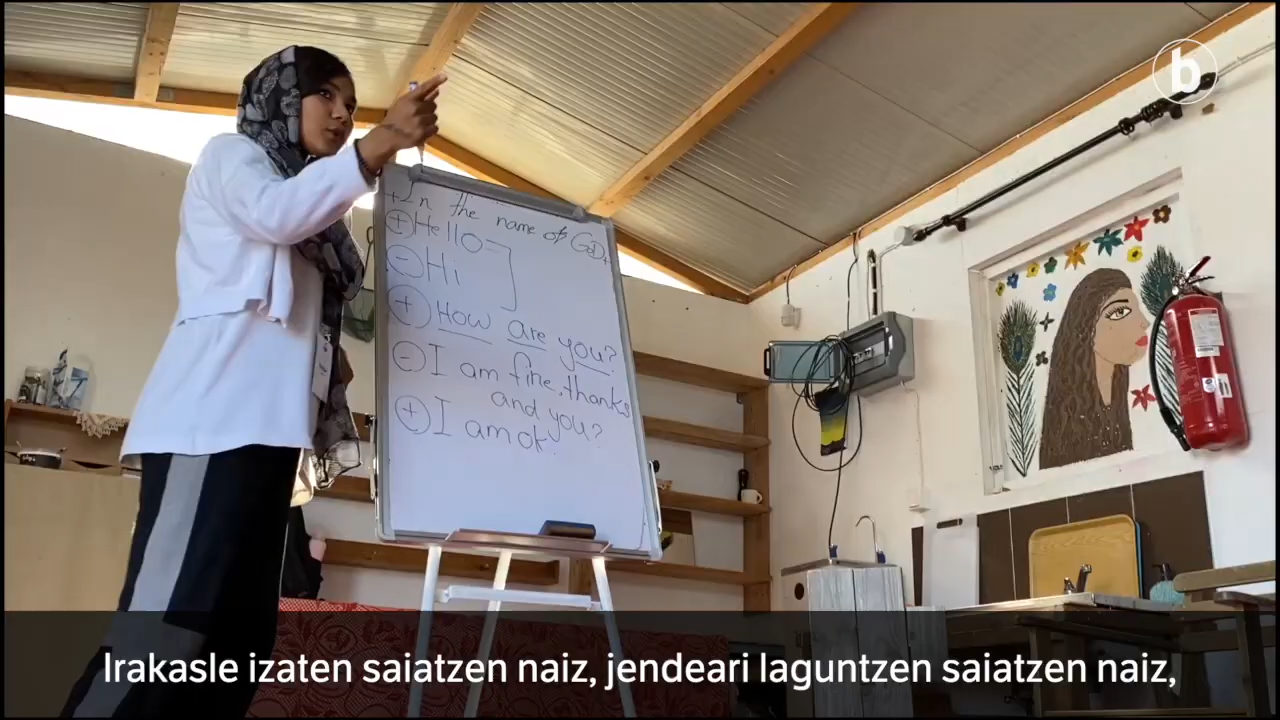 b
+In the name of GOD+
+ Hello
- Hi
+ How are you?
- I am fine, thanks
and you?
+ I am ok.
Irakasle izaten saiatzen naiz, jendeari laguntzen saiatzen naiz,